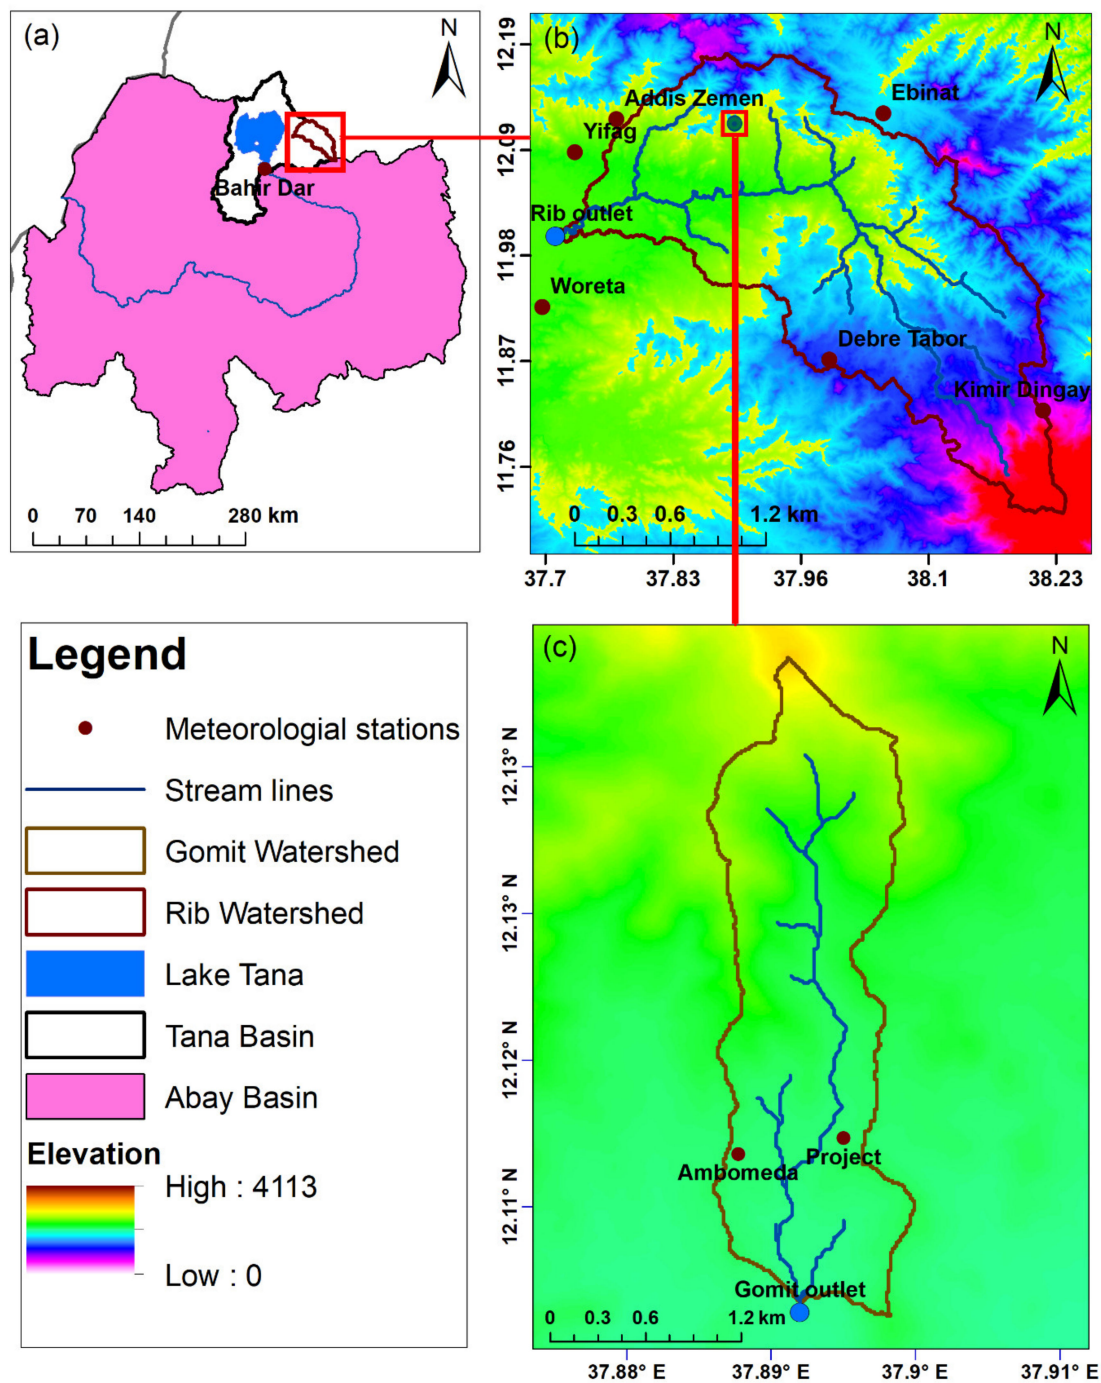 (a)
N
Bahir Dar
0 70 140 280 km
(b)
N
12.19
12.09
11.98
11.87
11.76
Addis Zemen
Ebinat
Yifag
Rib outlet
Woreta
Debre Tabor
Kimir Dingay
0 0.3 0.6 1.2 km
37.7 37.83 37.96 38.1 38.23
Legend
Meteorologial stations
Stream lines
Gomit Watershed
Rib Watershed
Lake Tana
Tana Basin
Abay Basin
Elevation
High : 4113
Low : 0
(c)
N
12.13° N
12.13° N
12.12° N
12.11° N
Project
Ambomeda
Gomit outlet
0 0.3 0.6 1.2 km
37.88° E 37.89° E 37.9° E 37.91° E